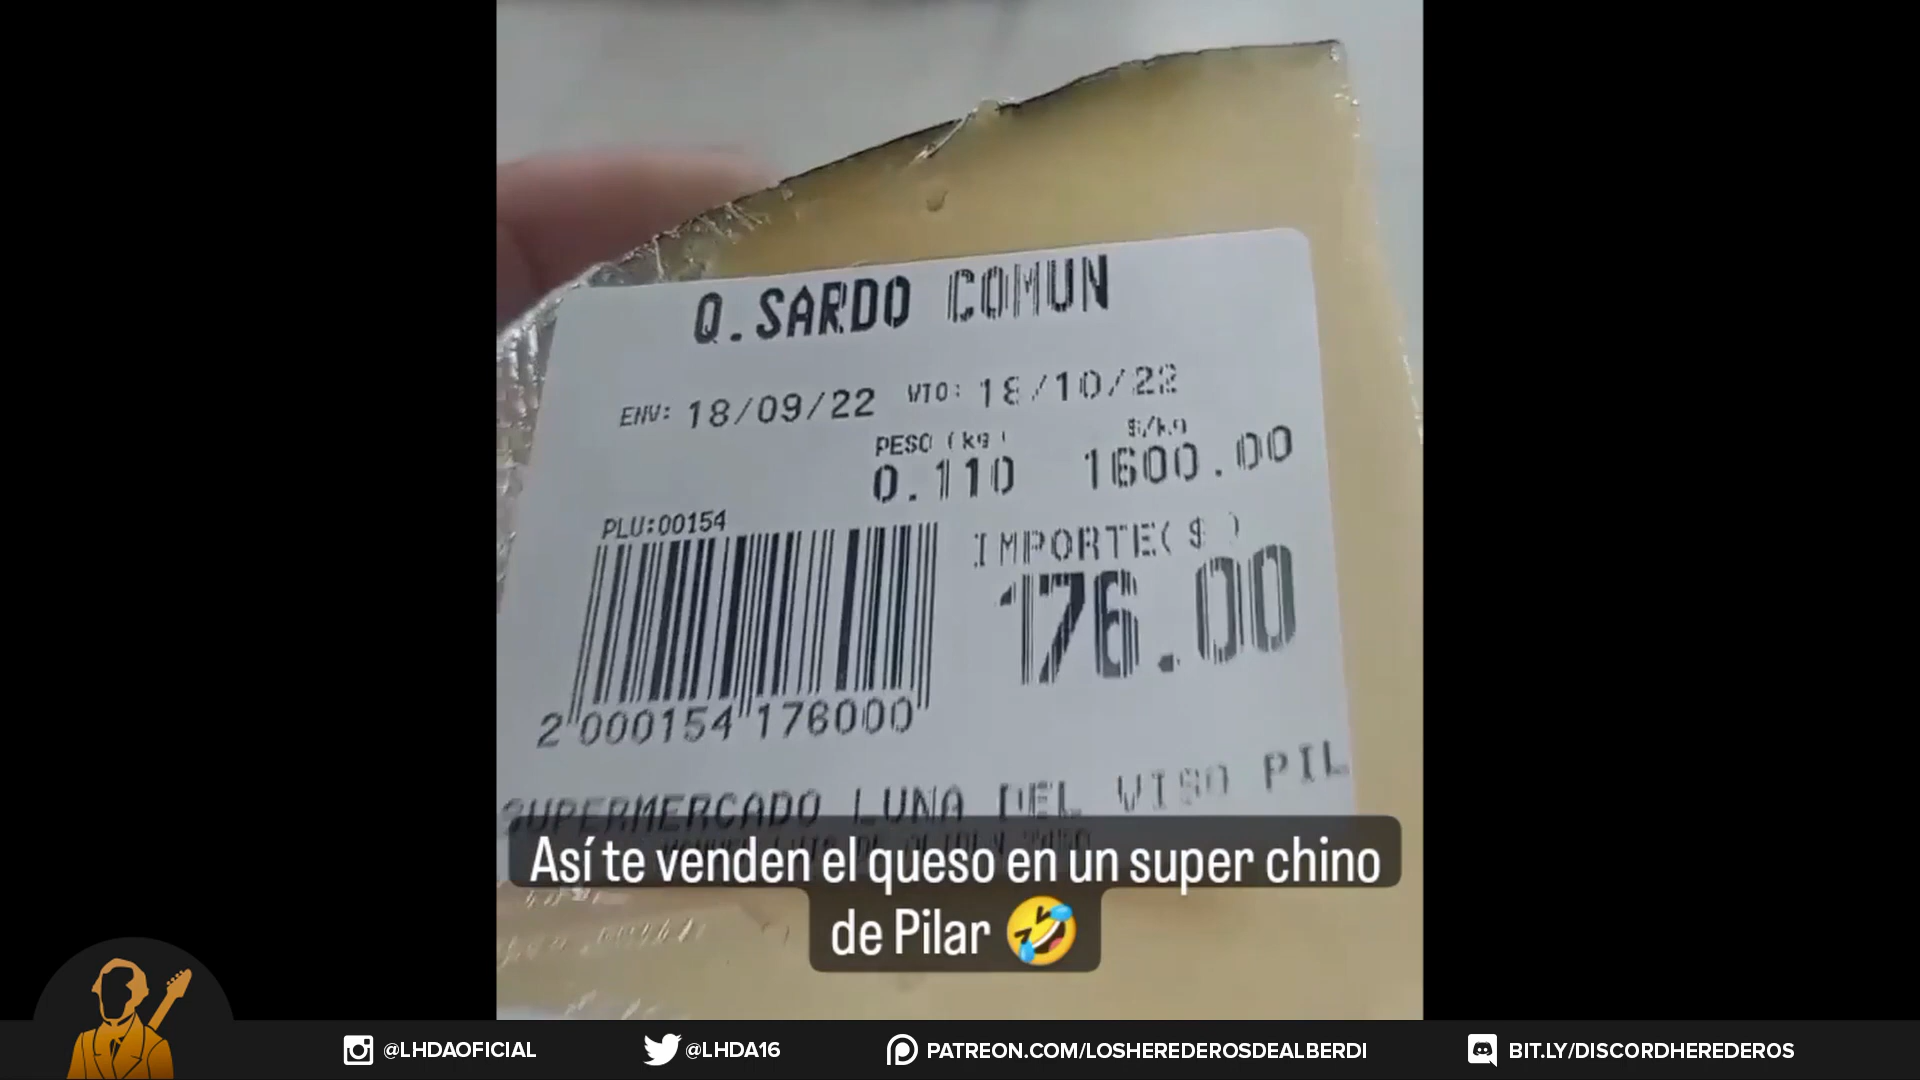 Q.SARDO COMUN
ENV: 18/09/22 VTO: 18/10/22
PESO (kg) $/kg
0.110 1600.00
PLU:00154
IMPORTE($)
176.00
2 000154 176000
SUPERMERCADO LUNA DEL VISO PIL
Así te venden el queso en un super chino
de Pilar 🤣
@LHDAOFICIAL
@LHDA16
PATREON.COM/LOSHEREDEROSDEALBERDI
BIT.LY/DISCORDHEREDEROS